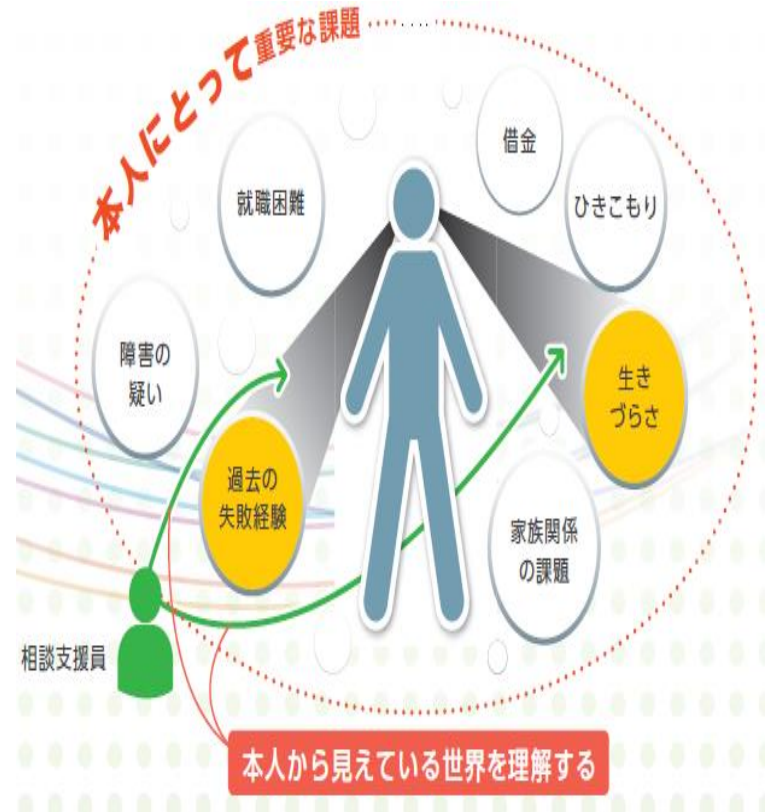 本人にとって重要な課題
借金
就職困難
ひきこもり
障害の
疑い
生き
づらさ
過去の
失敗経験
家族関係
の課題
相談支援員
本人から見えている世界を理解する